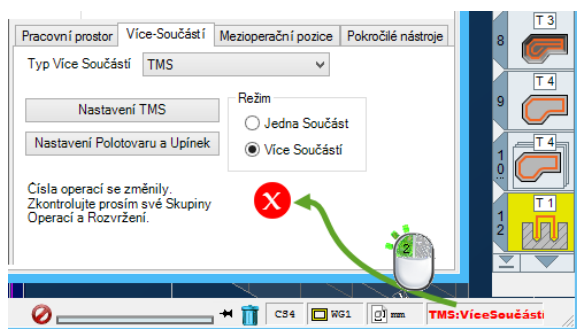 Pracovní prostor Více-Součástí Mezioperační pozice Pokročilé nástroje
Typ Více Součástí TMS
Nastavení TMS
Nastavení Polotovaru a Upínek
Režim
Jedna Součást
Více Součástí
Čísla operací se změnily.
Zkontrolujte prosím své Skupiny
Operací a Rozvržení.
X
2
8 T 3
9 T 4
10 T 4
12 T 1
CS4 WG1 mm TMS:VíceSoučásti